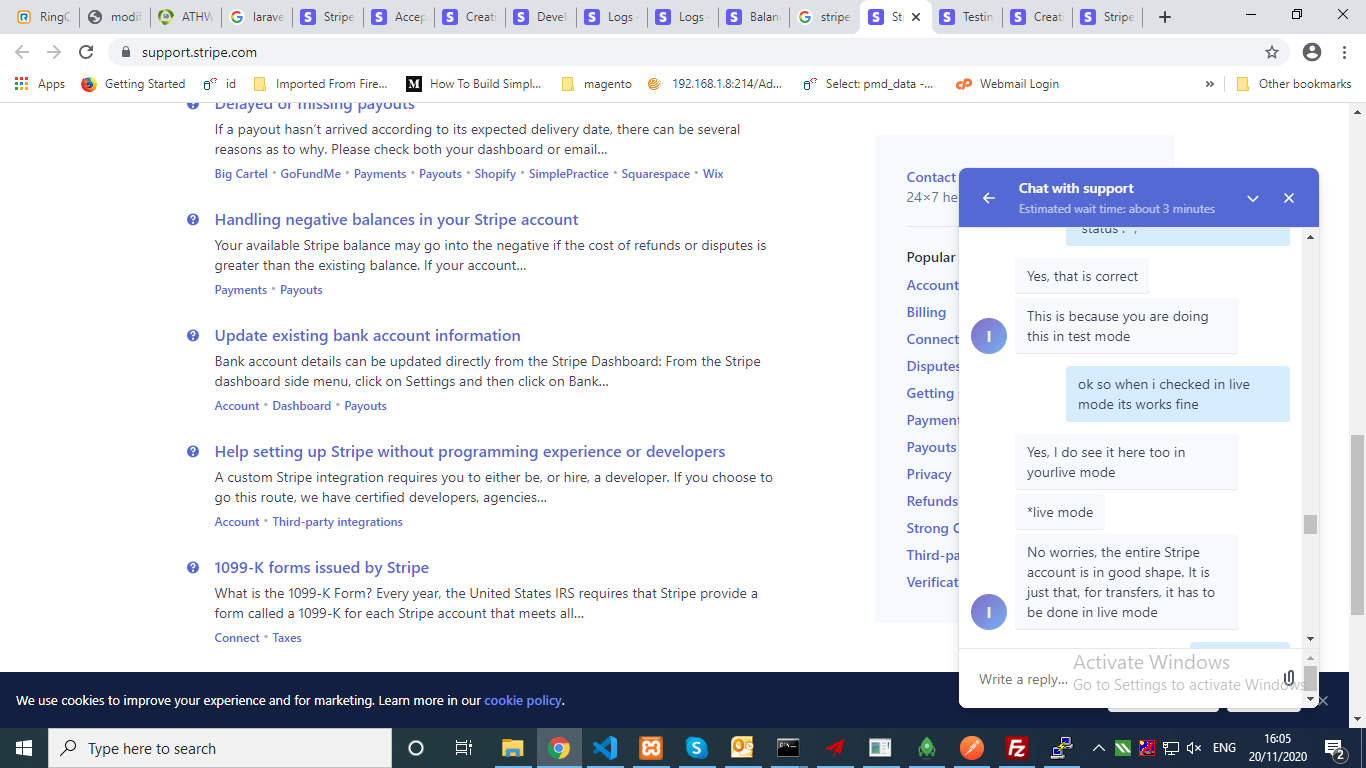 RingC
modif
ATHW
larave
Stripe
Accep
Creati
Develo
Logs –
Logs –
Balan
stripe
Str
Testin
Creat
Stripe
support.stripe.com
Apps
Getting Started
id
Imported From Fire...
How To Build Simpl...
magento
192.168.1.8:214/Ad...
Select: pmd_data -...
Webmail Login
»
Other bookmarks
Delayed or missing payouts
If a payout hasn’t arrived according to its expected delivery date, there can be several
reasons as to why. Please check both your dashboard or email…
Big Cartel • GoFundMe • Payments • Payouts • Shopify • SimplePractice • Squarespace • Wix
Handling negative balances in your Stripe account
Your available Stripe balance may go into the negative if the cost of refunds or disputes is
greater than the existing balance. If your account…
Payments • Payouts
Update existing bank account information
Bank account details can be updated directly from the Stripe Dashboard: From the Stripe
dashboard side menu, click on Settings and then click on Bank…
Account • Dashboard • Payouts
Help setting up Stripe without programming experience or developers
A custom Stripe integration requires you to either be, or hire, a developer. If you choose to
go this route, we have certified developers, agencies…
Account • Third-party integrations
1099-K forms issued by Stripe
What is the 1099-K Form? Every year, the United States IRS requires that Stripe provide a
form called a 1099-K for each Stripe account that meets all…
Connect • Taxes
Contact
24×7 he
Popular
Account
Billing
Connect
Disputes
Getting
Payment
Payouts
Privacy
Refunds
Strong C
Third-pa
Verificat
Chat with support
Estimated wait time: about 3 minutes
status : ,
Yes, that is correct
This is because you are doing
this in test mode
I
ok so when i checked in live
mode its works fine
Yes, I do see it here too in
yourlive mode
*live mode
No worries, the entire Stripe
account is in good shape. It is
just that, for transfers, it has to
be done in live mode
I
Write a reply…
Activate Windows
Go to Settings to activate Windows.
We use cookies to improve your experience and for marketing. Learn more in our cookie policy.
Type here to search
ENG
16:05
20/11/2020
2